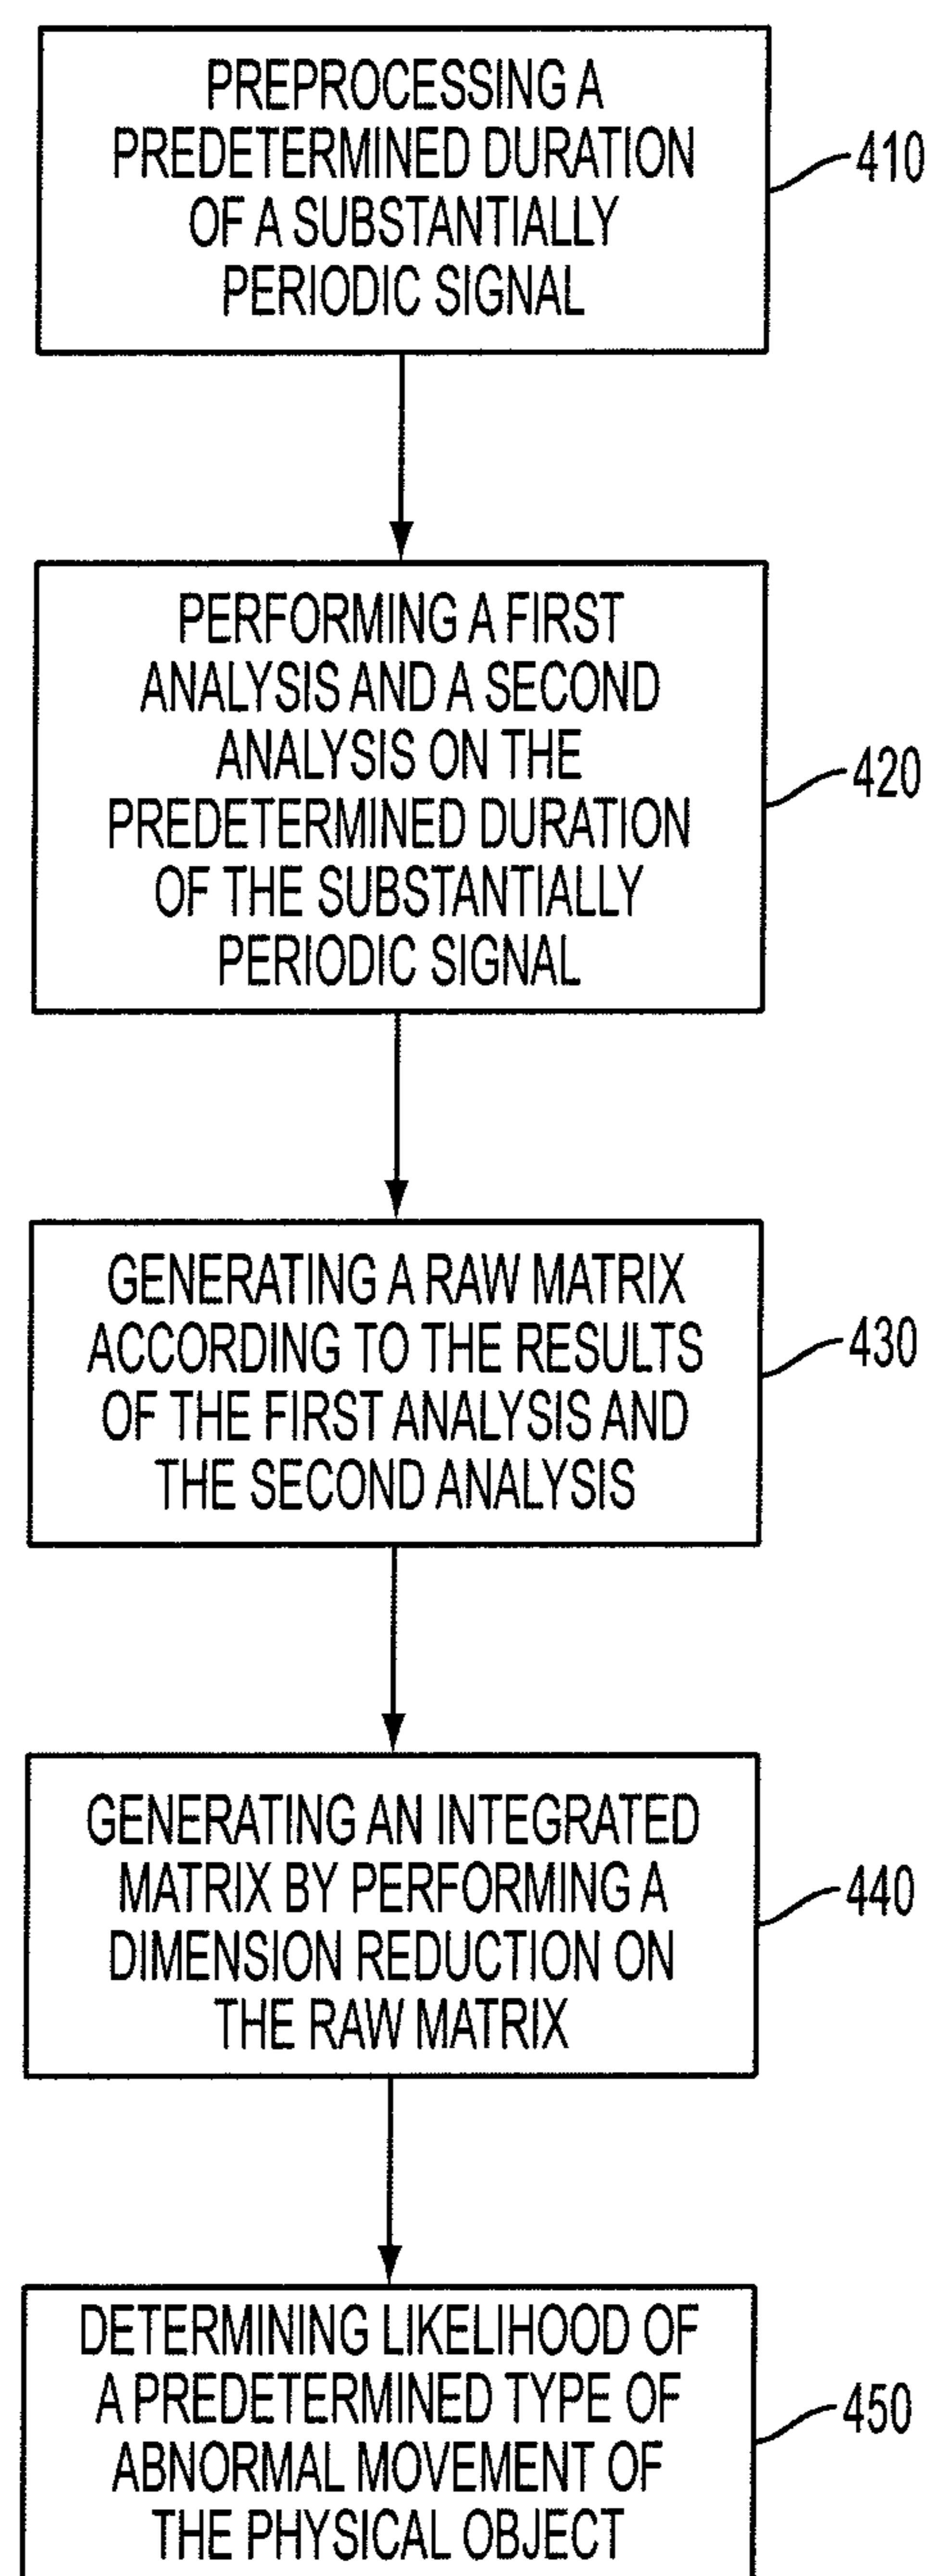 PREPROCESSING A
PREDETERMINED DURATION
OF A SUBSTANTIALLY
PERIODIC SIGNAL
410
PERFORMING A FIRST
ANALYSIS AND A SECOND
ANALYSIS ON THE
PREDETERMINED DURATION
OF THE SUBSTANTIALLY
PERIODIC SIGNAL
420
GENERATING A RAW MATRIX
ACCORDING TO THE RESULTS
OF THE FIRST ANALYSIS AND
THE SECOND ANALYSIS
430
GENERATING AN INTEGRATED
MATRIX BY PERFORMING A
DIMENSION REDUCTION ON
THE RAW MATRIX
440
DETERMINING LIKELIHOOD OF
A PREDETERMINED TYPE OF
ABNORMAL MOVEMENT OF
THE PHYSICAL OBJECT
450